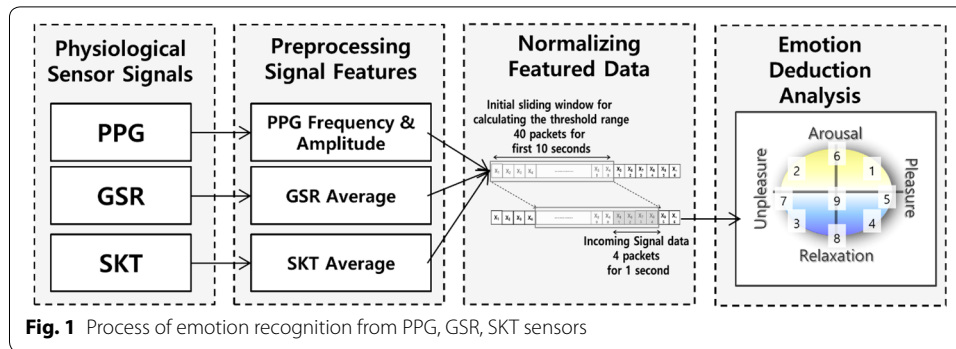 Physiological
Sensor Signals
PPG
GSR
SKT
Preprocessing
Signal Features
PPG Frequency &
Amplitude
GSR Average
SKT Average
Normalizing
Featured Data
Initial sliding window for
calculating the threshold range
40 packets for
first 10 seconds
Incoming Signal data
4 packets
for 1 second
Emotion
Deduction
Analysis
Arousal
Unpleasure
Pleasure
6
2
1
7
9
5
3
4
8
Relaxation
Fig. 1 Process of emotion recognition from PPG, GSR, SKT sensors